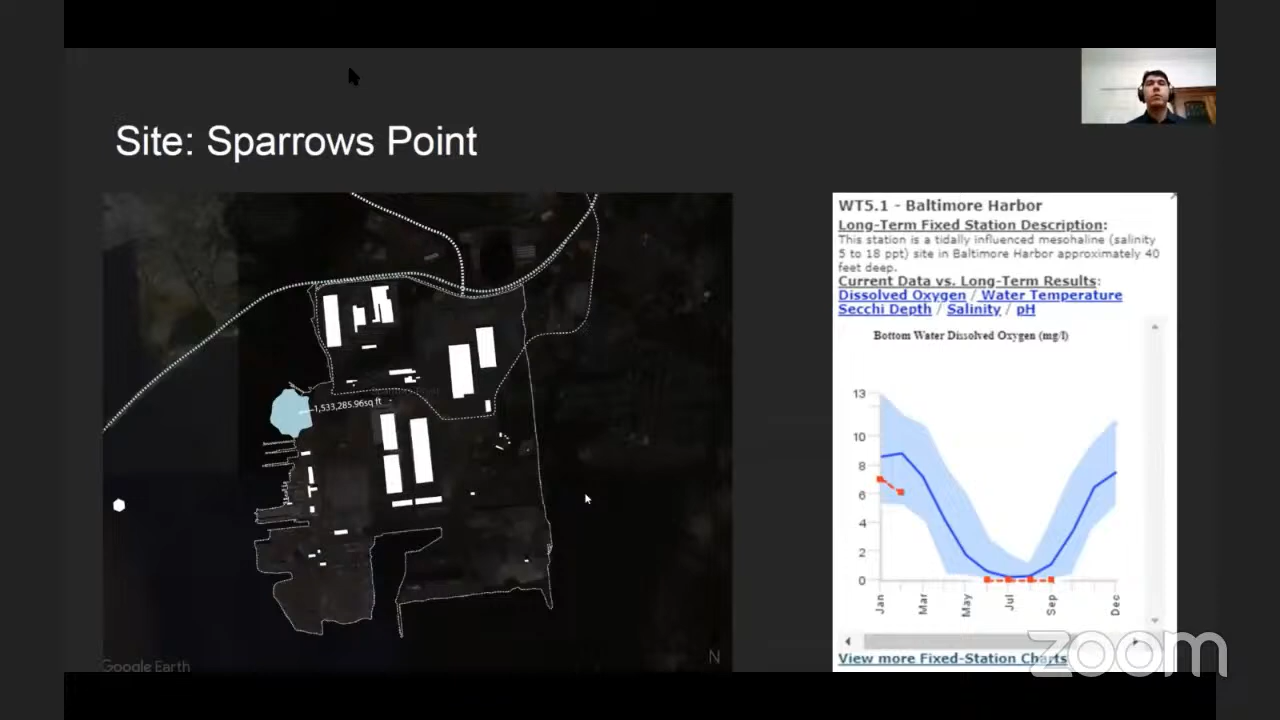 Site: Sparrows Point
1,533,285.96sq ft
Google Earth
N
WT5.1 - Baltimore Harbor
Long-Term Fixed Station Description:
This station is a tidally influenced mesohaline (salinity
5 to 18 ppt) site in Baltimore Harbor approximately 40
feet deep.
Current Data vs. Long-Term Results:
Dissolved Oxygen / Water Temperature
Secchi Depth / Salinity / pH
Bottom Water Dissolved Oxygen (mg/l)
13
10
8
6
4
2
0
Jan Mar May Jul Sep Dec
View more Fixed-Station Charts
zoom